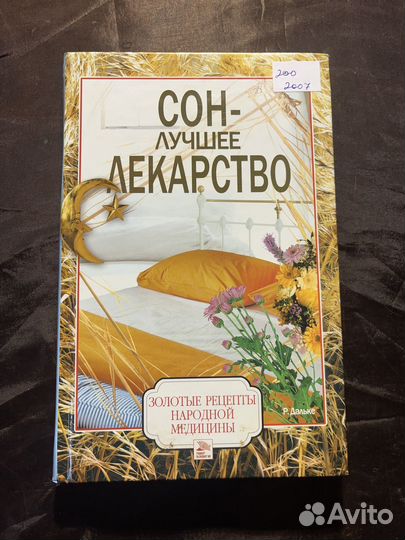 200
2007
СОН-
ЛУЧШЕЕ
ЛЕКАРСТВО
Р. Дальке
ЗОЛОТЫЕ РЕЦЕПТЫ
НАРОДНОЙ
МЕДИЦИНЫ
Avito